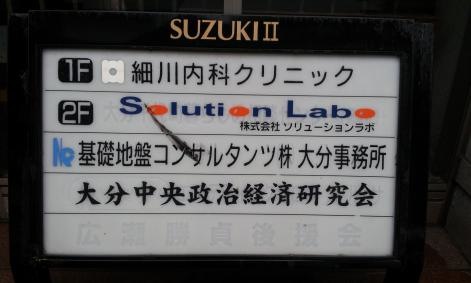 SUZUKI II
1F 細川内科クリニック
2F Solution Labo
株式会社 ソリューションラボ
基礎地盤コンサルタンツ㈱ 大分事務所
大分中央政治経済研究会
広瀬勝貞後援会